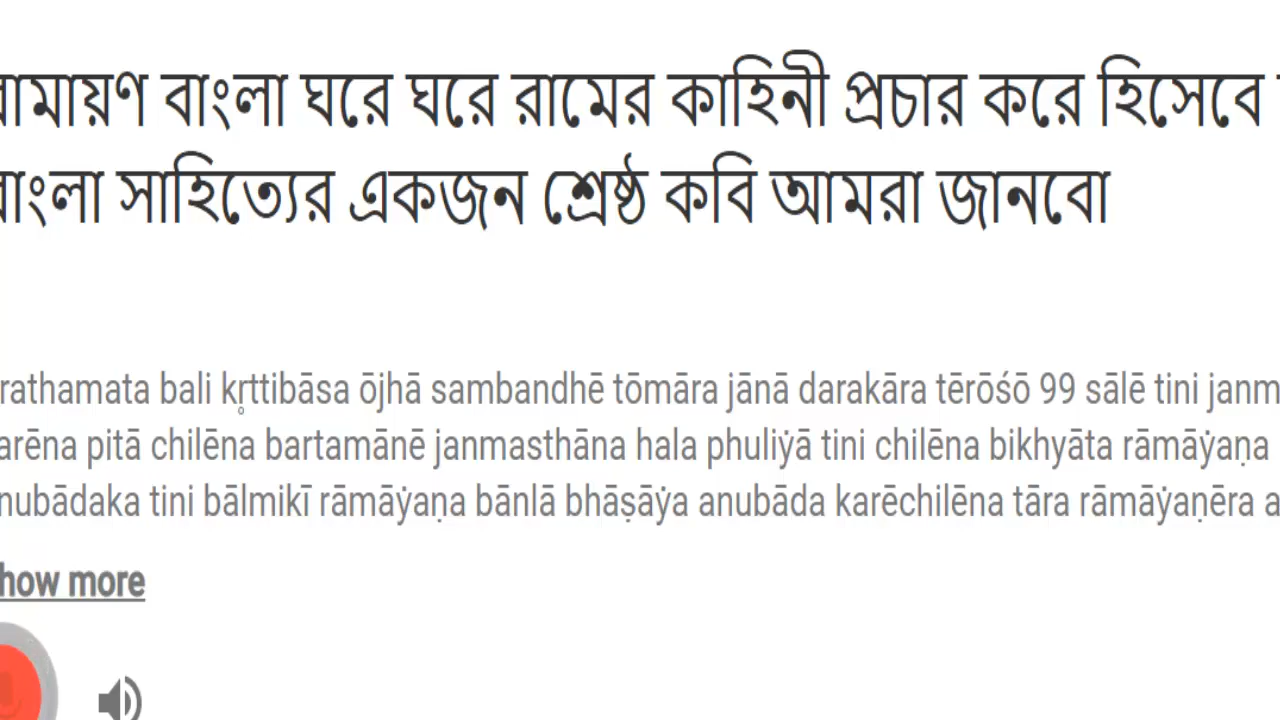 রামায়ণ বাংলা ঘরে ঘরে রামের কাহিনী প্রচার করে হিসেবে
বাংলা সাহিত্যের একজন শ্রেষ্ঠ কবি আমরা জানবো
rathamata bali kr̥ttibāsa ōjhā sambandhē tōmāra jānā darakāra tērōśō 99 sālē tini janm
arēna pitā chilēna bartamānē janmasthāna hala phuliẏā tini chilēna bikhyāta rāmāẏaṇa
nubādaka tini bālmikī rāmāẏaṇa bānlā bhāṣāẏa anubāda karēchilēna tāra rāmāẏaṇēra a
how more